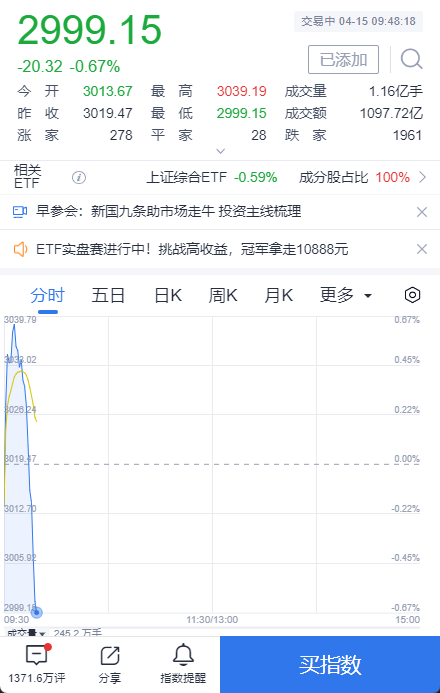 2999.15
交易中 04-15 09:48:18
-20.32 -0.67%
已添加
今开 3013.67 最高 3039.19 成交量 1.16亿手
昨收 3019.47 最低 2999.15 成交额 1097.72亿
涨家 278 平家 28 跌家 1961
相关ETF 上证综合ETF -0.59% 成分股占比 100%
早参会：新国九条助市场走牛 投资主线梳理
ETF实盘赛进行中！挑战高收益，冠军拿走10888元
分时 五日 日K 周K 月K 更多
3039.79 0.67%
3033.02 0.45%
3026.24 0.22%
3019.47 0.00%
3012.70 -0.22%
3005.92 -0.45%
2999.15 -0.67%
09:30 11:30/13:00 15:00
成交量 245.2万手
1371.6万评 分享 指数提醒 买指数